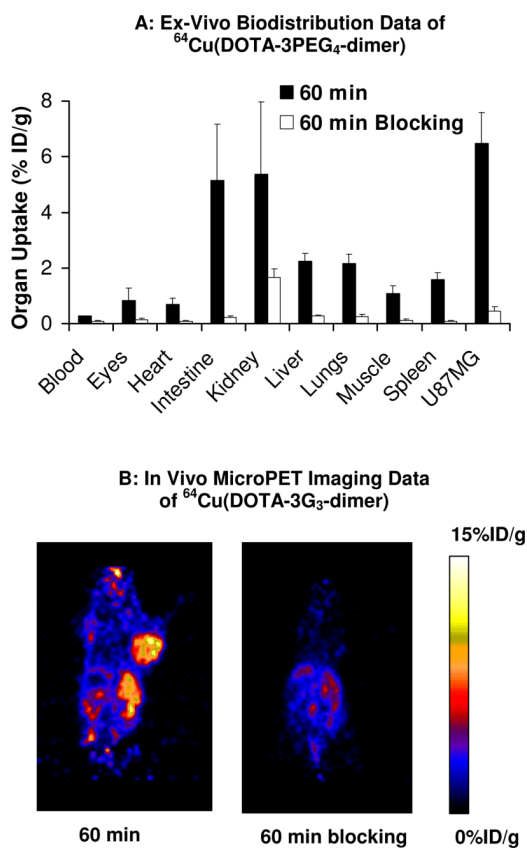 A: Ex-Vivo Biodistribution Data of
⁶⁴Cu(DOTA-3PEG₄-dimer)
8
6
4
2
0
Organ Uptake (% ID/g)
60 min
60 min Blocking
Blood
Eyes
Heart
Intestine
Kidney
Liver
Lungs
Muscle
Spleen
U87MG
B: In Vivo MicroPET Imaging Data
of ⁶⁴Cu(DOTA-3G₃-dimer)
15%ID/g
60 min
60 min blocking
0%ID/g